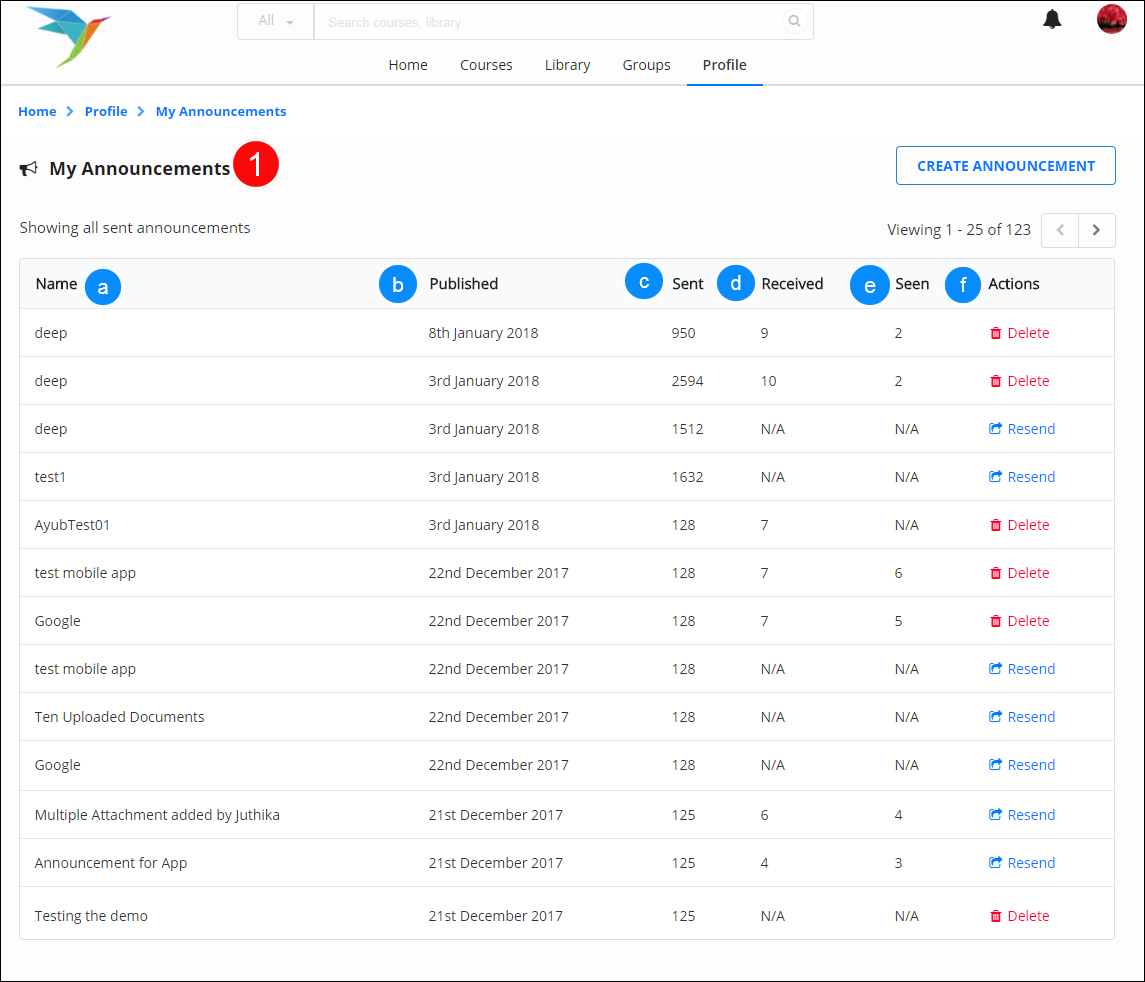 All
Search courses, library
Home Courses Library Groups Profile
Home Profile My Announcements
My Announcements 1 CREATE ANNOUNCEMENT
Showing all sent announcements Viewing 1 - 25 of 123
Name a b Published c Sent d Received e Seen f Actions
deep 8th January 2018 950 9 2 Delete
deep 3rd January 2018 2594 10 2 Delete
deep 3rd January 2018 1512 N/A N/A Resend
test1 3rd January 2018 1632 N/A N/A Resend
AyubTest01 3rd January 2018 128 7 N/A Delete
test mobile app 22nd December 2017 128 7 6 Delete
Google 22nd December 2017 128 7 5 Delete
test mobile app 22nd December 2017 128 N/A N/A Resend
Ten Uploaded Documents 22nd December 2017 128 N/A N/A Resend
Google 22nd December 2017 128 N/A N/A Resend
Multiple Attachment added by Juthika 21st December 2017 125 6 4 Resend
Announcement for App 21st December 2017 125 4 3 Resend
Testing the demo 21st December 2017 125 N/A N/A Delete